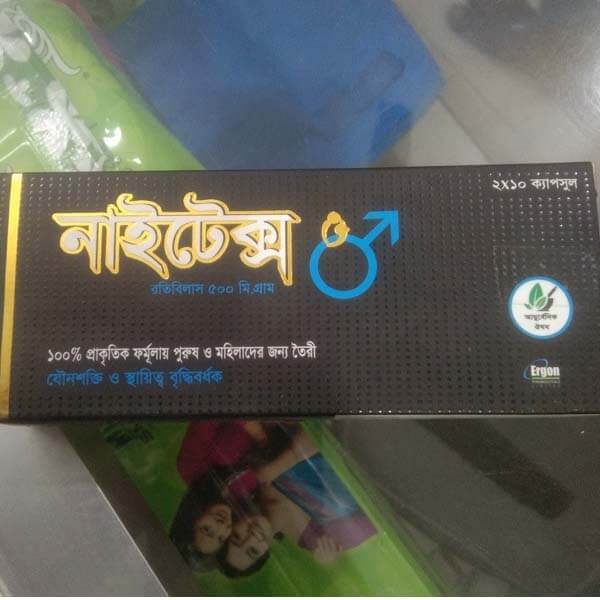 ২X১০ ক্যাপসুল
নাইটেক্স
রতিবিলাস ৫০০ মি.গ্রাম
আয়ুর্বেদিক
ঔষধ
১০০% প্রাকৃতিক ফর্মূলায় পুরুষ ও মহিলাদের জন্য তৈরী
যৌনশক্তি ও স্থায়িত্ব বৃদ্ধিবর্ধক
Ergon